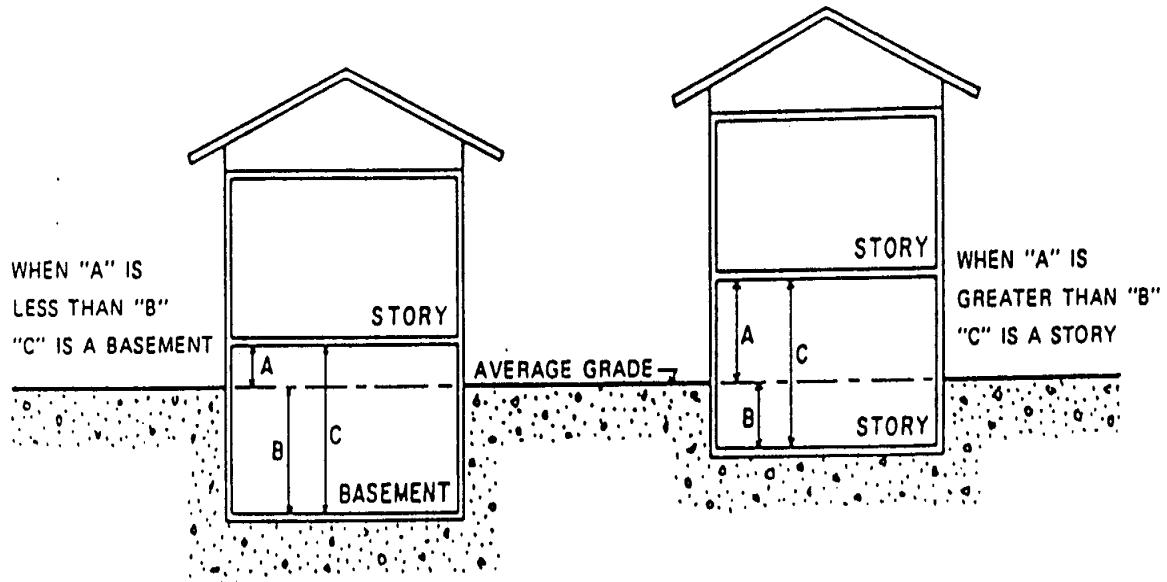 WHEN "A" IS
LESS THAN "B"
"C" IS A BASEMENT
STORY
A
B
C
BASEMENT
AVERAGE GRADE
STORY
A
C
B
STORY
WHEN "A" IS
GREATER THAN "B"
"C" IS A STORY